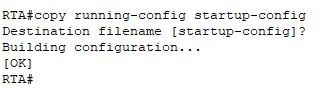 RTA#copy running-config startup-config
Destination filename [startup-config]?
Building configuration...
[OK]
RTA#